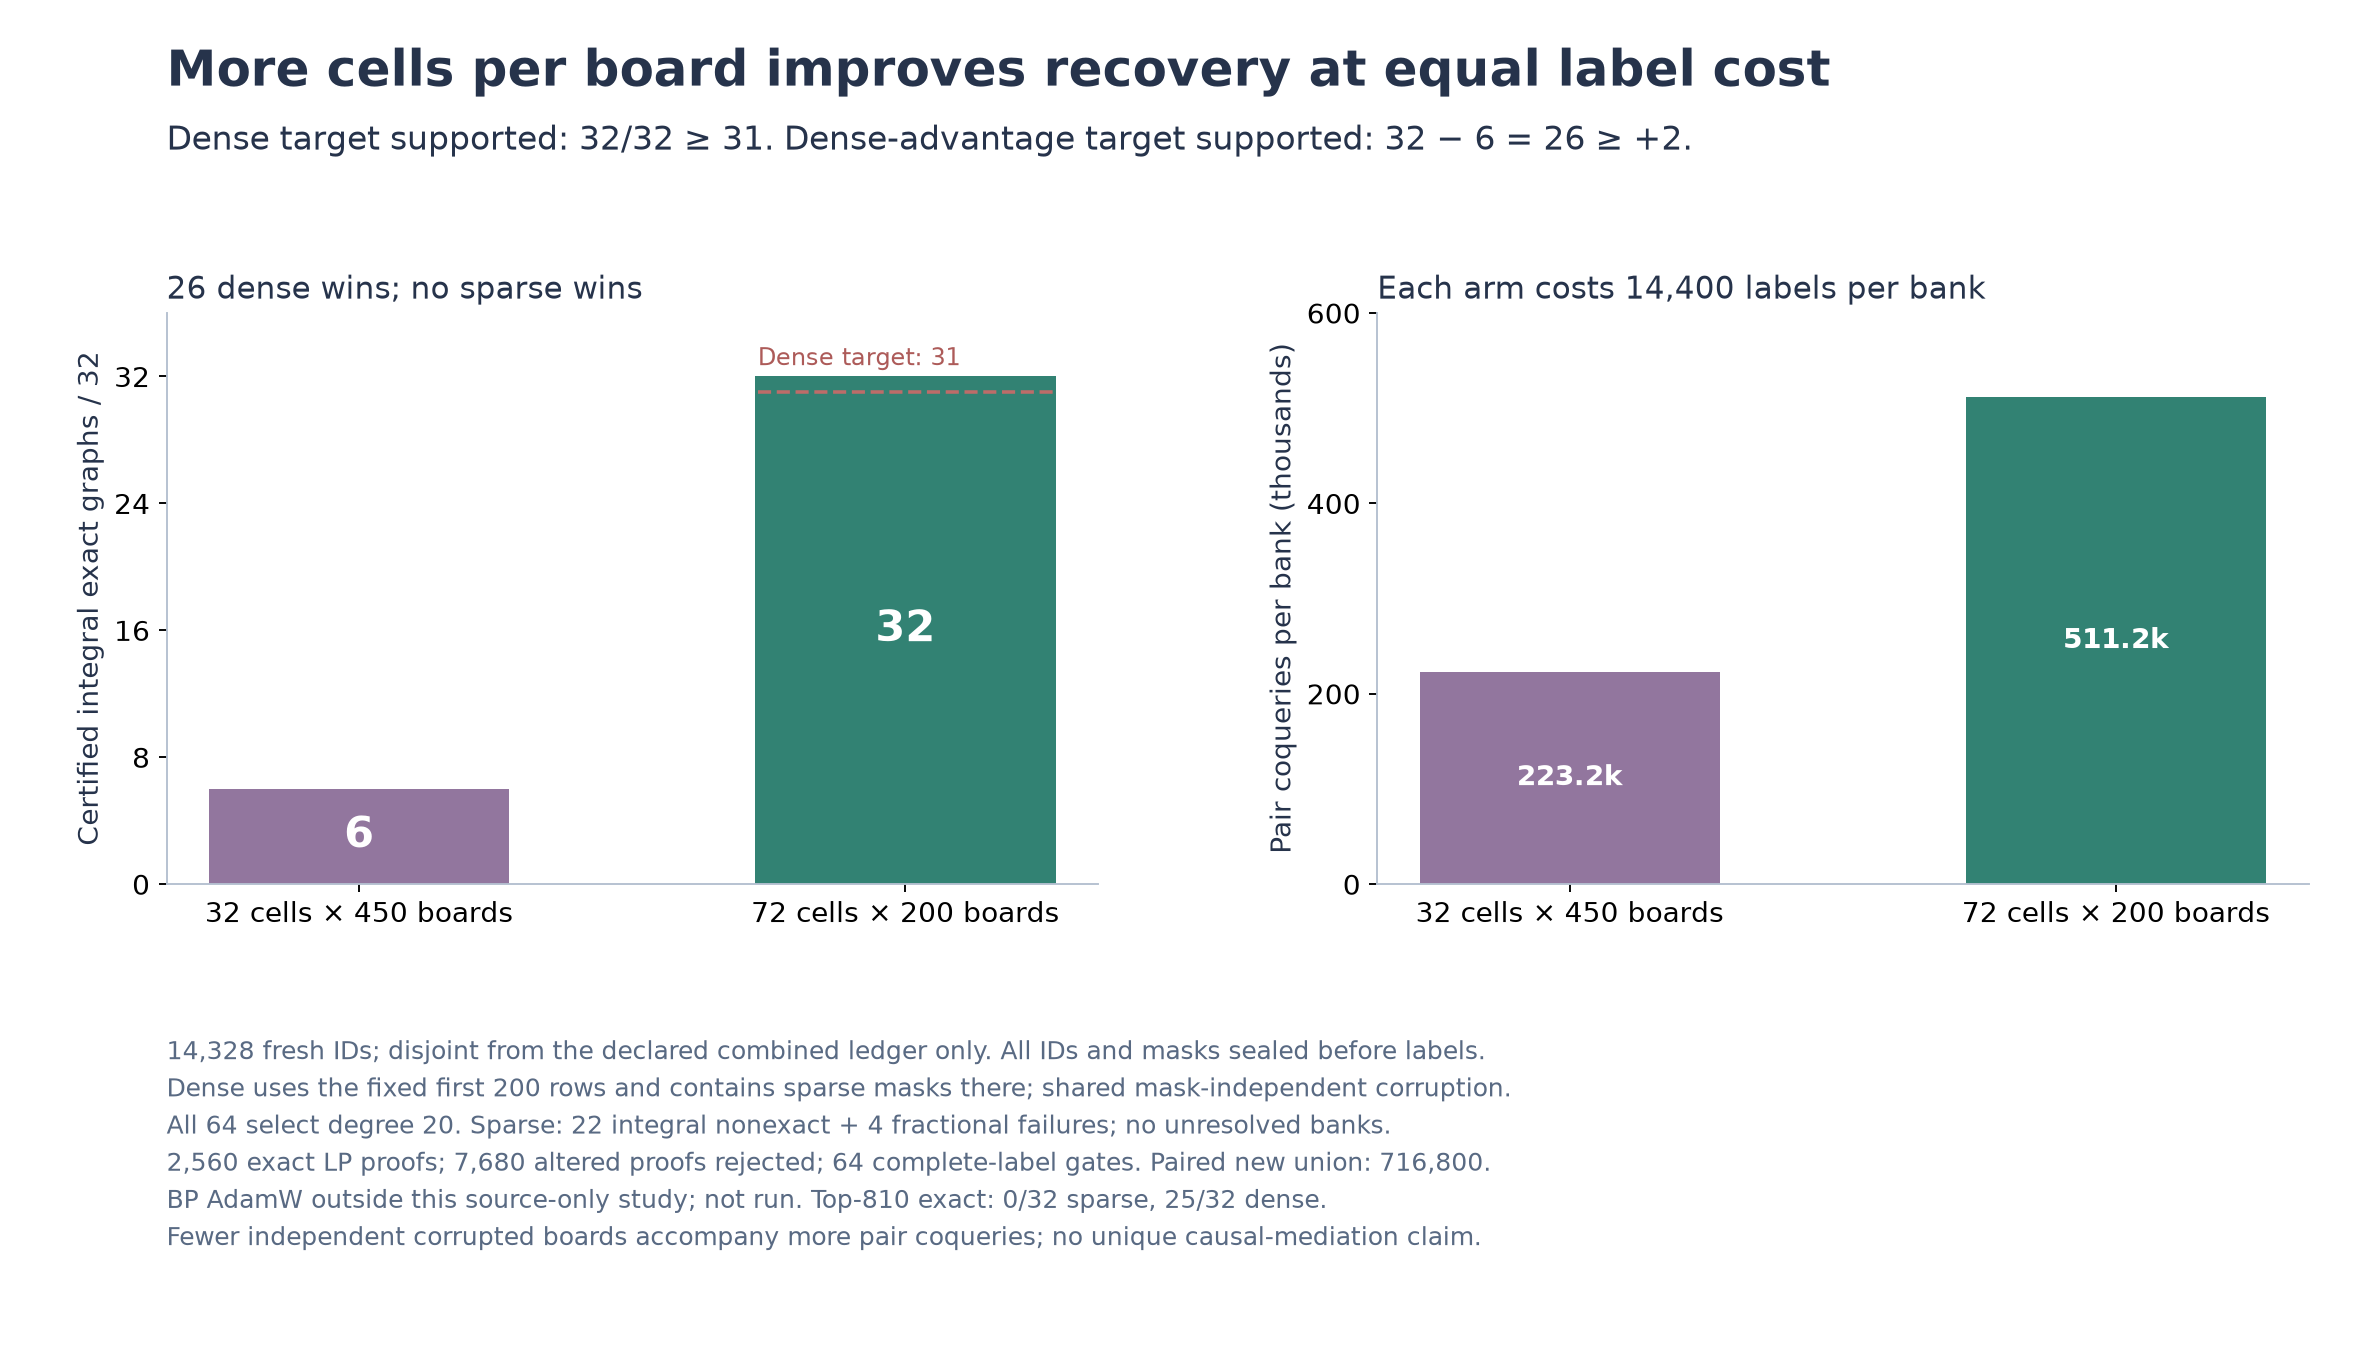 More cells per board improves recovery at equal label cost
Dense target supported: 32/32 ≥ 31. Dense-advantage target supported: 32 − 6 = 26 ≥ +2.
26 dense wins; no sparse wins
Certified integral exact graphs / 32
32
24
16
8
0
Dense target: 31
6
32
32 cells × 450 boards
72 cells × 200 boards
Each arm costs 14,400 labels per bank
Pair coqueries per bank (thousands)
600
400
200
0
223.2k
511.2k
32 cells × 450 boards
72 cells × 200 boards
14,328 fresh IDs; disjoint from the declared combined ledger only. All IDs and masks sealed before labels.
Dense uses the fixed first 200 rows and contains sparse masks there; shared mask-independent corruption.
All 64 select degree 20. Sparse: 22 integral nonexact + 4 fractional failures; no unresolved banks.
2,560 exact LP proofs; 7,680 altered proofs rejected; 64 complete-label gates. Paired new union: 716,800.
BP AdamW outside this source-only study; not run. Top-810 exact: 0/32 sparse, 25/32 dense.
Fewer independent corrupted boards accompany more pair coqueries; no unique causal-mediation claim.